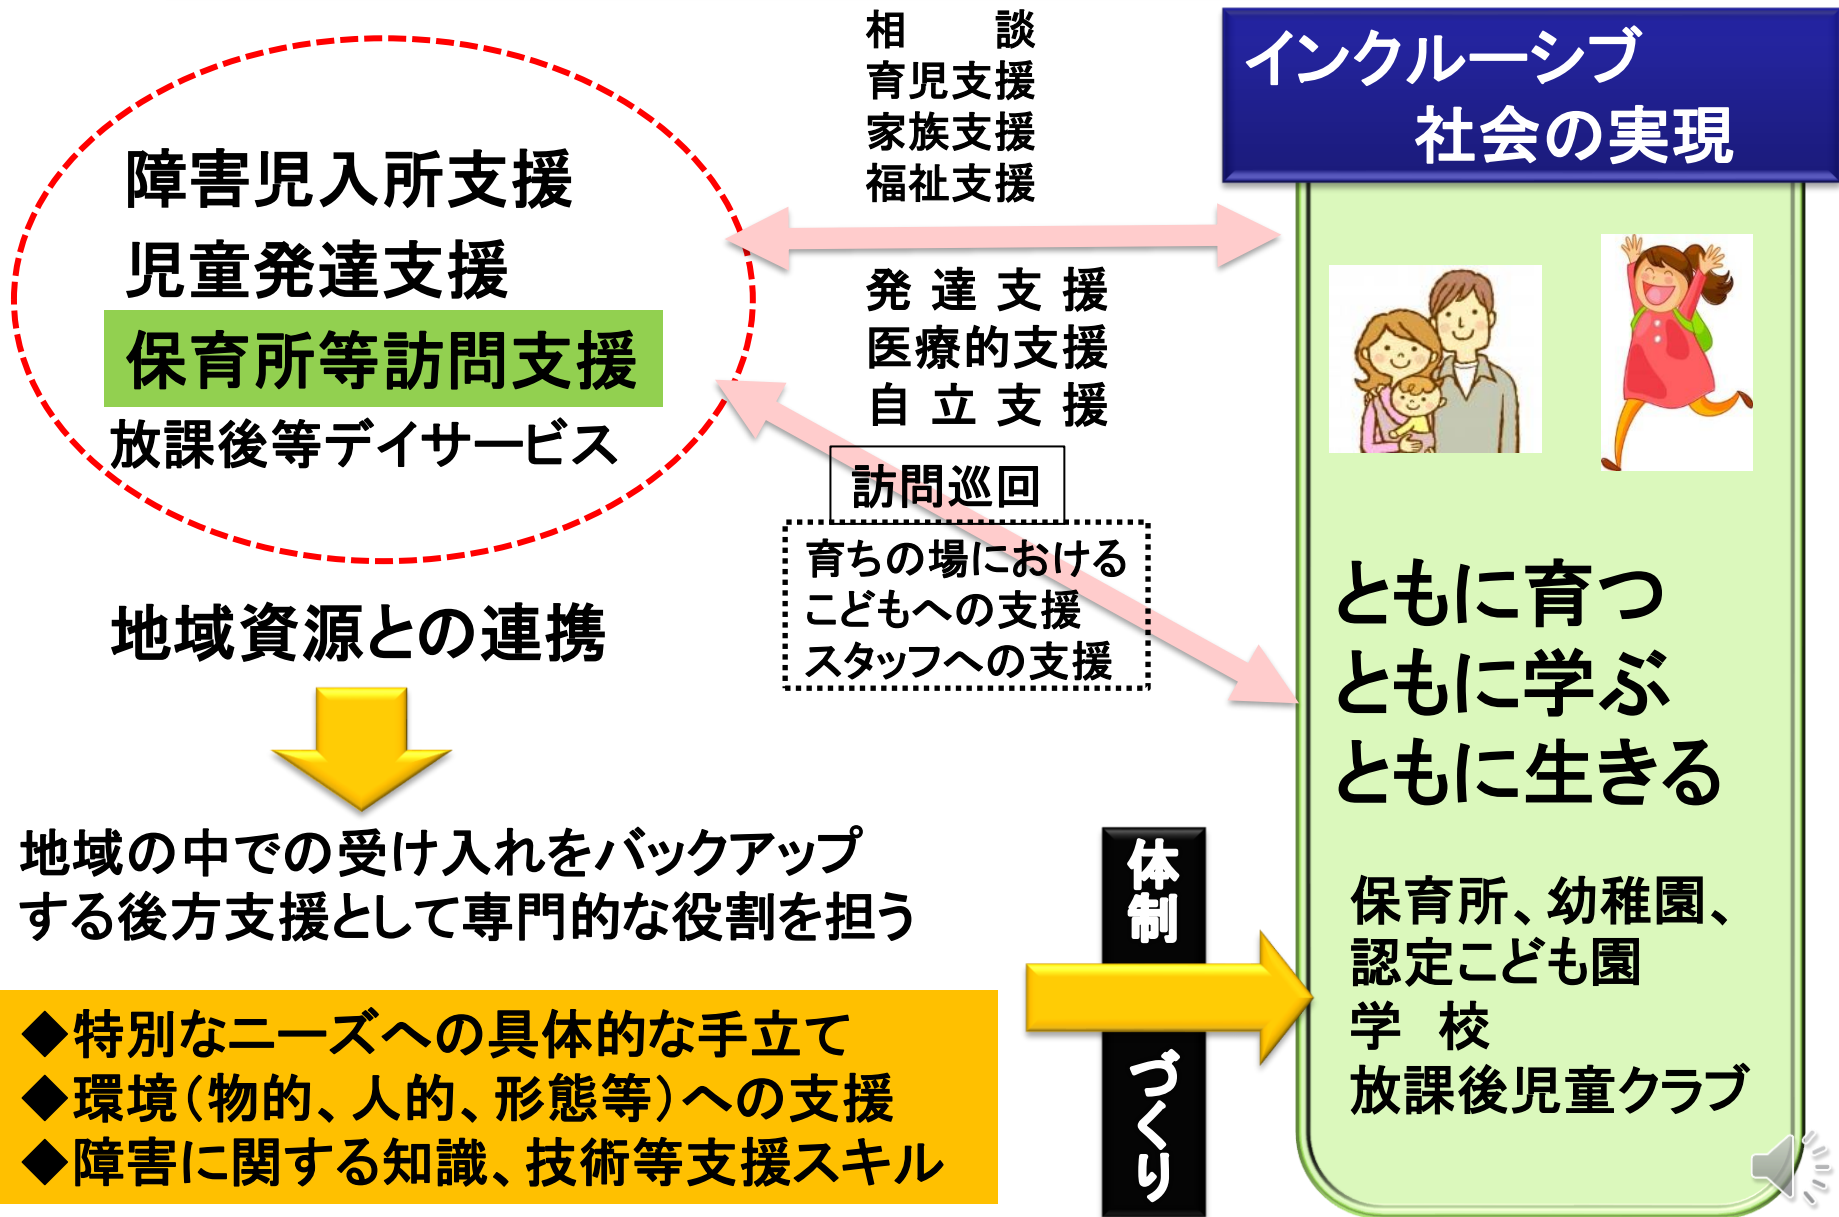 障害児入所支援
児童発達支援
保育所等訪問支援
放課後等デイサービス
地域資源との連携
地域の中での受け入れをバックアップ
する後方支援として専門的な役割を担う
◆特別なニーズへの具体的な手立て
◆環境（物的、人的、形態等）への支援
◆障害に関する知識、技術等支援スキル
相　　談
育児支援
家族支援
福祉支援
発 達 支 援
医療的支援
自 立 支 援
訪問巡回
育ちの場における
こどもへの支援
スタッフへの支援
体制
づくり
インクルーシブ
社会の実現
ともに育つ
ともに学ぶ
ともに生きる
保育所、幼稚園、
認定こども園
学　校
放課後児童クラブ